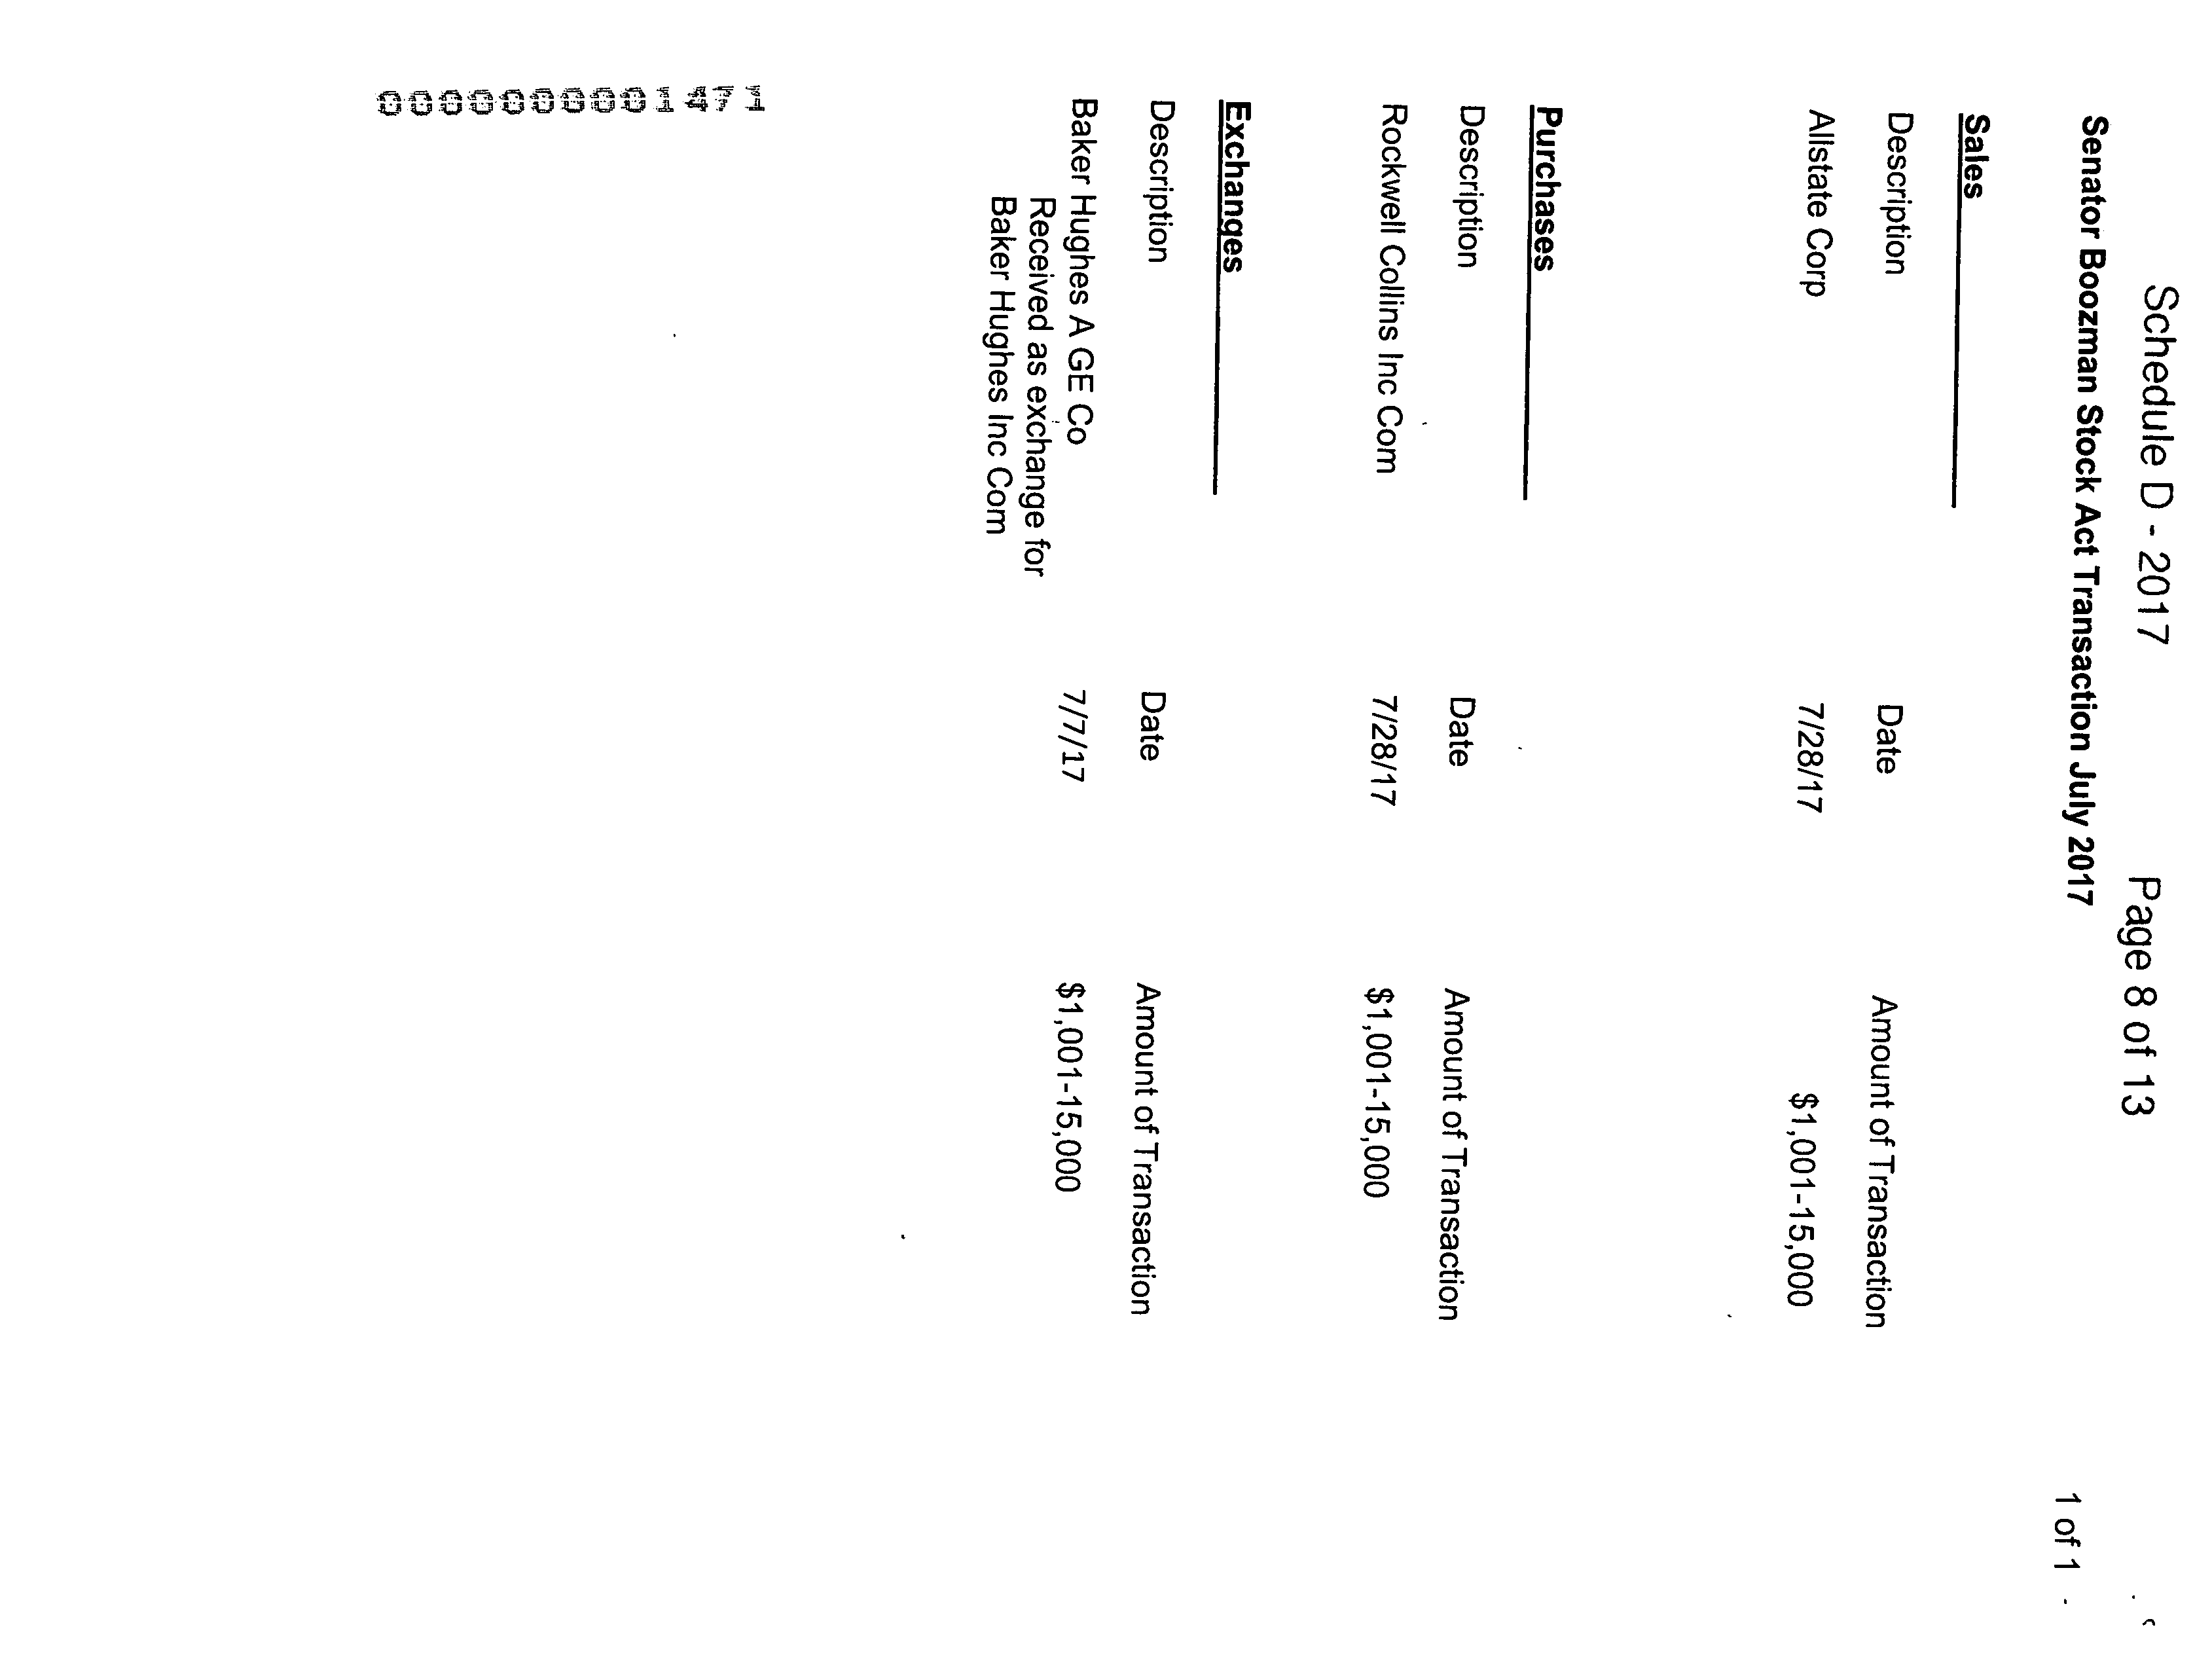 Schedule D - 2017 Page 8 of 13
Senator Boozman Stock Act Transaction July 2017 1 of 1
Sales
Description Date Amount of Transaction
Allstate Corp 7/28/17 $1,001-15,000
Purchases
Description Date Amount of Transaction
Rockwell Collins Inc Com 7/28/17 $1,001-15,000
Exchanges
Description Date Amount of Transaction
Baker Hughes A GE Co 7/7/17 $1,001-15,000
Received as exchange for
Baker Hughes Inc Com
0000000001471